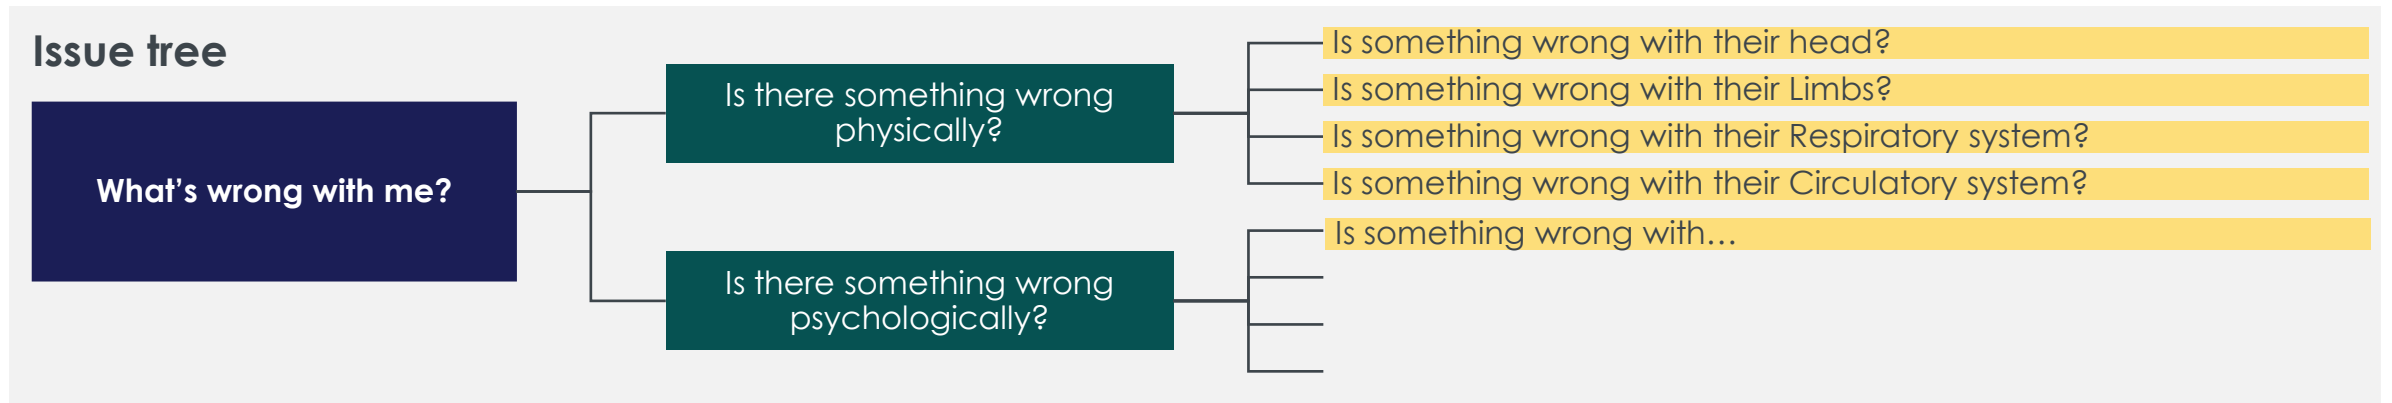 Issue tree
What’s wrong with me?
Is there something wrong
physically?
Is something wrong with their head?
Is something wrong with their Limbs?
Is something wrong with their Respiratory system?
Is something wrong with their Circulatory system?
Is there something wrong
psychologically?
Is something wrong with…